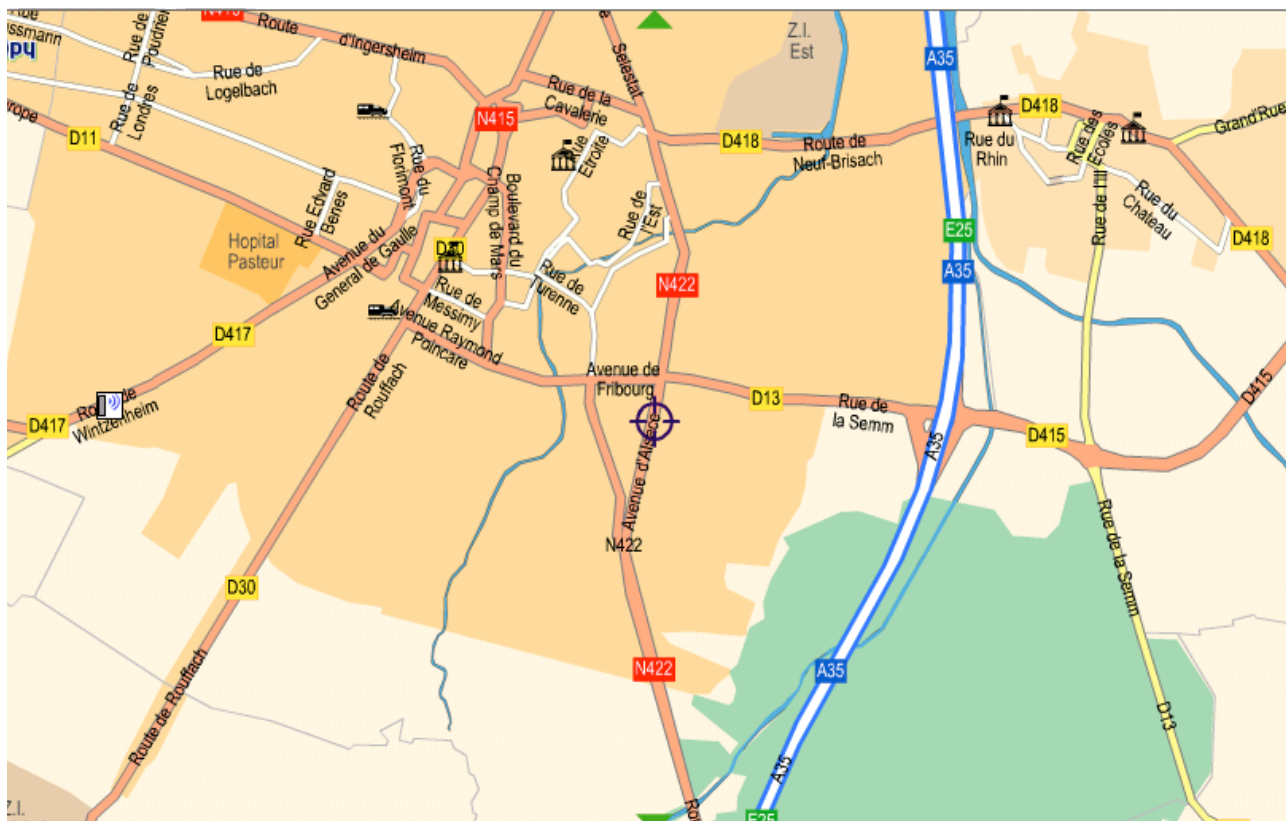 N415
Route
d'Ingersheim
Rue de
Poudrier
Rue de
Logelbach
Rue de
Londres
D11
Selestat
Z.I.
Est
A35
Rue de la
Cavalerie
N415
D418
Route de
Neuf-Brisach
D418
Rue du
Rhin
Rue des
Ecoles
Grand'Rue
Rue Etroite
Rue du
Florimont
Boulevard du
Champ de Mars
Rue de
l'Est
Rue Edvard
Benes
Rue de l'Ill
Rue du
Chateau
D418
Hopital
Pasteur
Avenue du
General de Gaulle
D30
E25
A35
Rue de
Turenne
N422
Rue de
Messimy
D417
Avenue Raymond
Poincare
Route de
Rouffach
Avenue de
Fribourg
D13
Rue de
la Semm
D415
D415
D417
Wintzenheim
A35
Avenue d'Alsace
N422
Rue de la Semm
D30
Route de Rouffach
N422
A35
D13
A35
Z.I.
E25